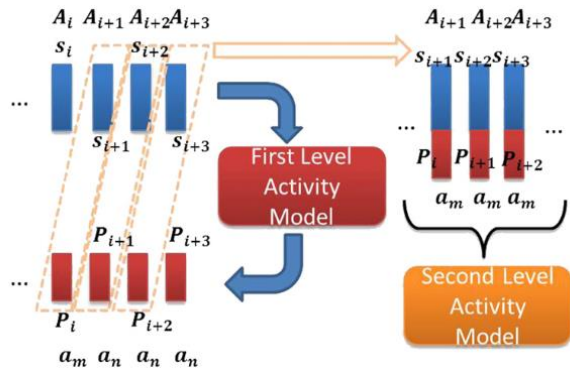 A_i A_{i+1} A_{i+2} A_{i+3}
s_i s_{i+2}
...
s_{i+1} s_{i+3}
First Level
Activity
Model
P_{i+1} P_{i+3}
...
P_i P_{i+2}
a_m a_n a_n a_n
A_{i+1} A_{i+2} A_{i+3}
s_{i+1} s_{i+2} s_{i+3}
... ...
P_i P_{i+1} P_{i+2}
a_m a_m a_m
Second Level
Activity
Model